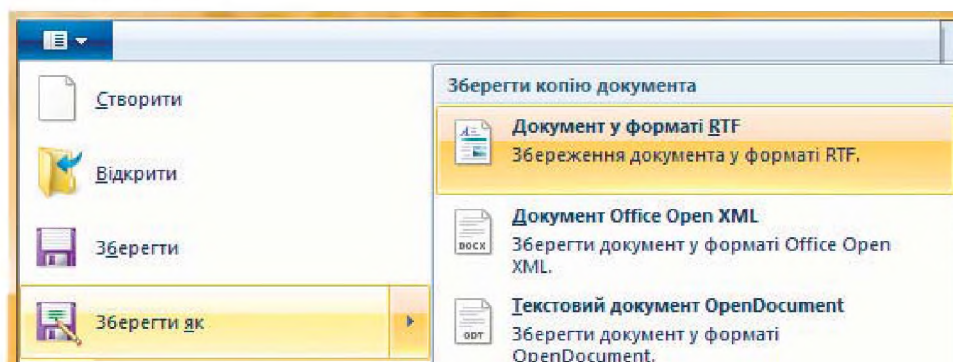 Створити
Відкрити
Зберегти
Зберегти як
Зберегти копію документа
Документ у форматі RTF
Збереження документа у форматі RTF.
DOCX
Документ Office Open XML
Зберегти документ у форматі Office Open
XML.
ODT
Текстовий документ OpenDocument
Зберегти документ у форматі
OpenDocument.